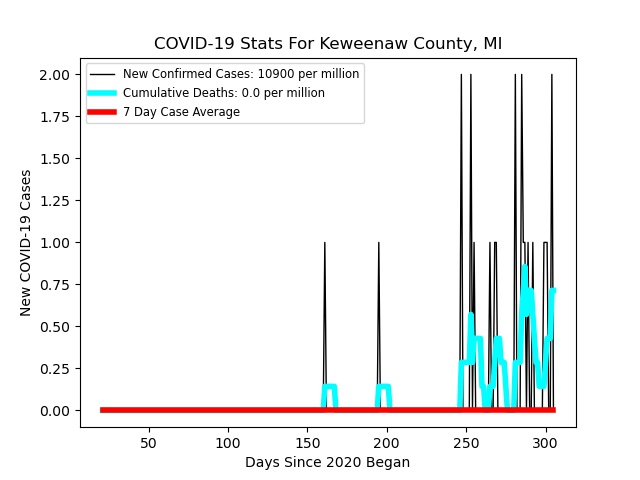 COVID-19 Stats For Keweenaw County, MI
New Confirmed Cases: 10900 per million
Cumulative Deaths: 0.0 per million
7 Day Case Average
2.00
1.75
1.50
1.25
1.00
0.75
0.50
0.25
0.00
New COVID-19 Cases
50 100 150 200 250 300
Days Since 2020 Began